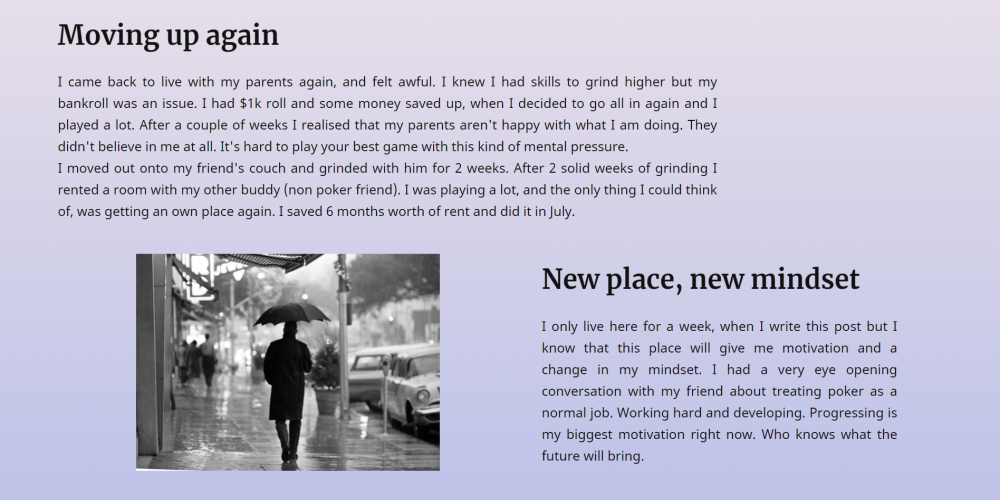 Moving up again
I came back to live with my parents again, and felt awful. I knew I had skills to grind higher but my
bankroll was an issue. I had $1k roll and some money saved up, when I decided to go all in again and I
played a lot. After a couple of weeks I realised that my parents aren't happy with what I am doing. They
didn't believe in me at all. It's hard to play your best game with this kind of mental pressure.
I moved out onto my friend's couch and grinded with him for 2 weeks. After 2 solid weeks of grinding I
rented a room with my other buddy (non poker friend). I was playing a lot, and the only thing I could think
of, was getting an own place again. I saved 6 months worth of rent and did it in July.
New place, new mindset
I only live here for a week, when I write this post but I
know that this place will give me motivation and a
change in my mindset. I had a very eye opening
conversation with my friend about treating poker as a
normal job. Working hard and developing. Progressing is
my biggest motivation right now. Who knows what the
future will bring.